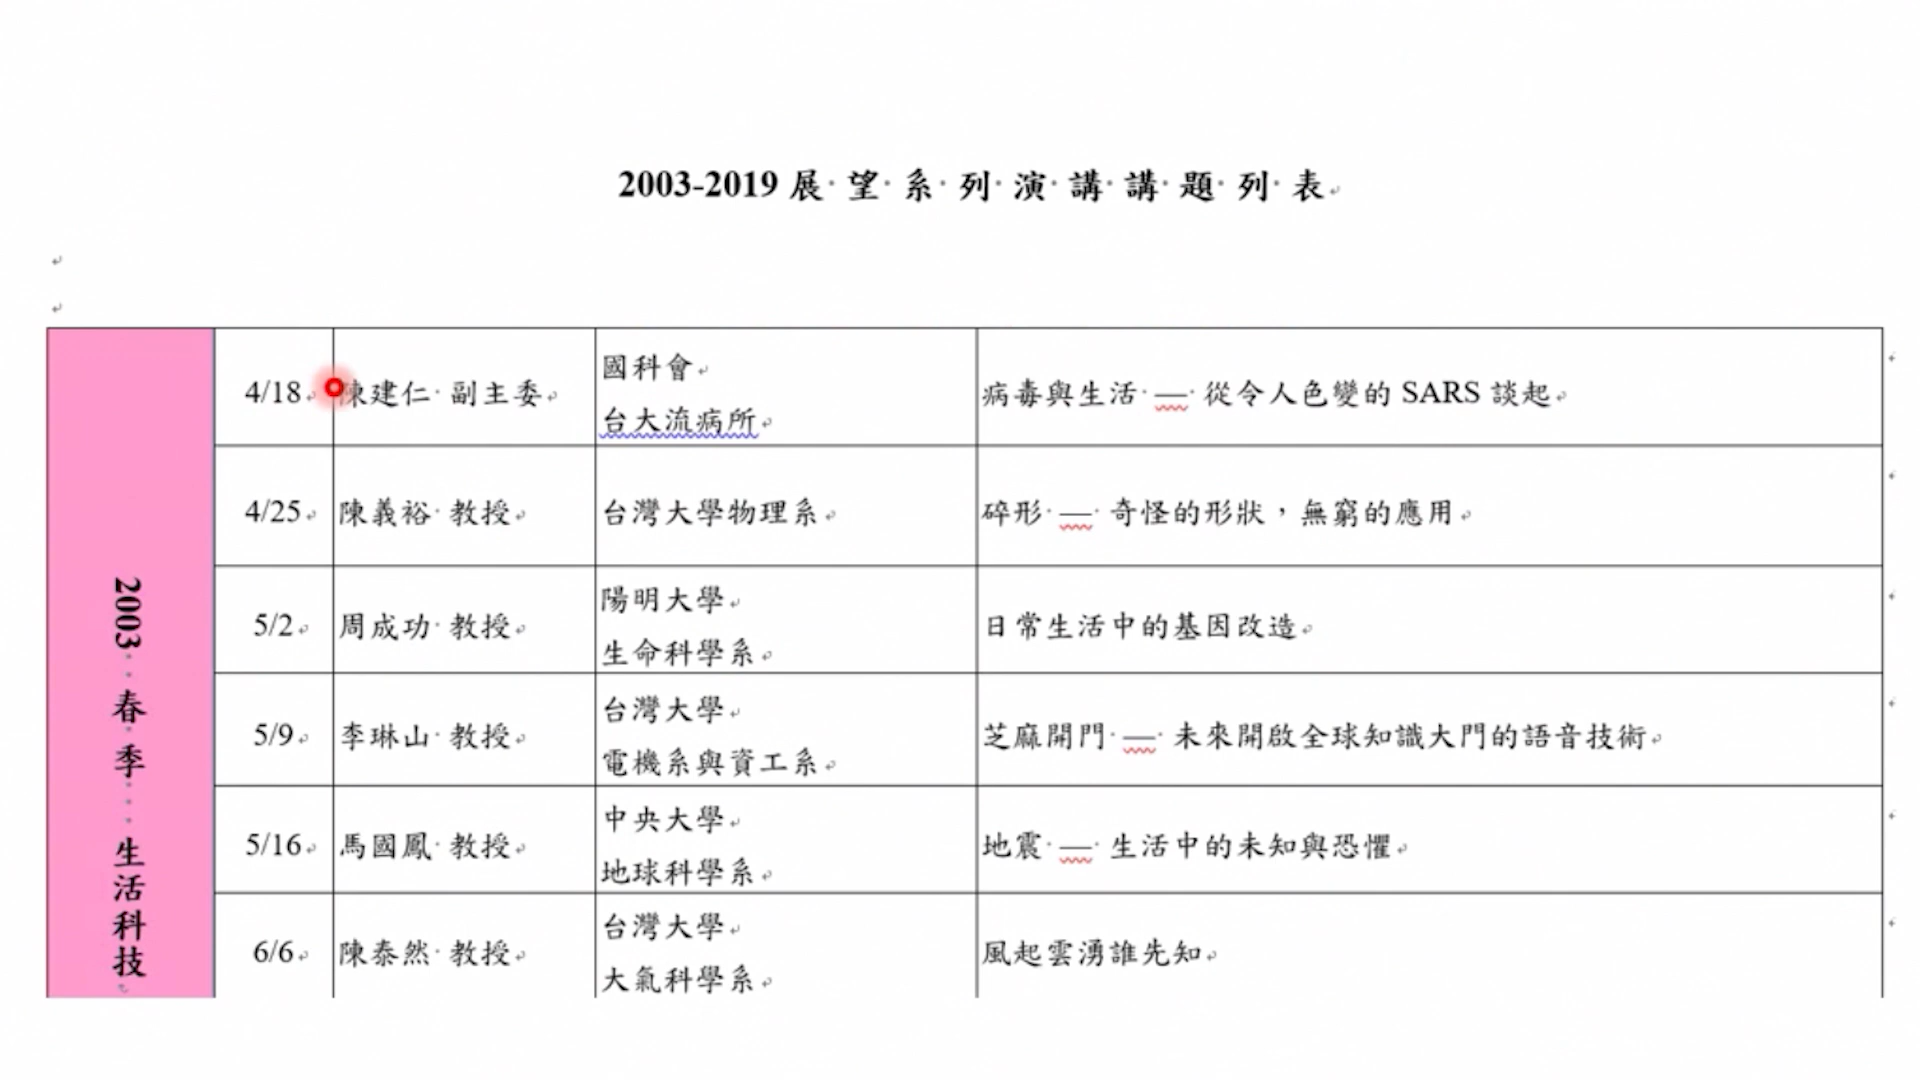 2003-2019 展 望 系 列 演 講 講 題 列 表
2003 春 季 生活科技
4/18 陳建仁 副主委 國科會 台大流病所 病毒與生活 — 從令人色變的 SARS 談起
4/25 陳義裕 教授 台灣大學物理系 碎形 — 奇怪的形狀，無窮的應用
5/2 周成功 教授 陽明大學 生命科學系 日常生活中的基因改造
5/9 李琳山 教授 台灣大學 電機系與資工系 芝麻開門 — 未來開啟全球知識大門的語音技術
5/16 馬國鳳 教授 中央大學 地球科學系 地震 — 生活中的未知與恐懼
6/6 陳泰然 教授 台灣大學 大氣科學系 風起雲湧誰先知